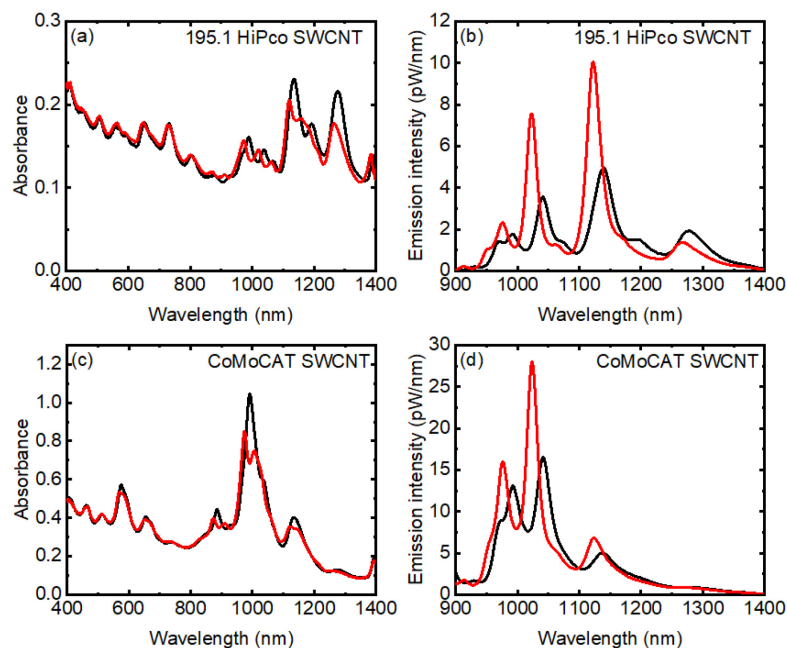 (a) 195.1 HiPco SWCNT
Absorbance
0.3
0.2
0.1
0.0
400 600 800 1000 1200 1400
Wavelength (nm)
(b) 195.1 HiPco SWCNT
Emission intensity (pW/nm)
12
10
8
6
4
2
0
900 1000 1100 1200 1300 1400
Wavelength (nm)
(c) CoMoCAT SWCNT
Absorbance
1.2
1.0
0.8
0.6
0.4
0.2
0.0
400 600 800 1000 1200 1400
Wavelength (nm)
(d) CoMoCAT SWCNT
Emission intensity (pW/nm)
30
25
20
15
10
5
0
900 1000 1100 1200 1300 1400
Wavelength (nm)